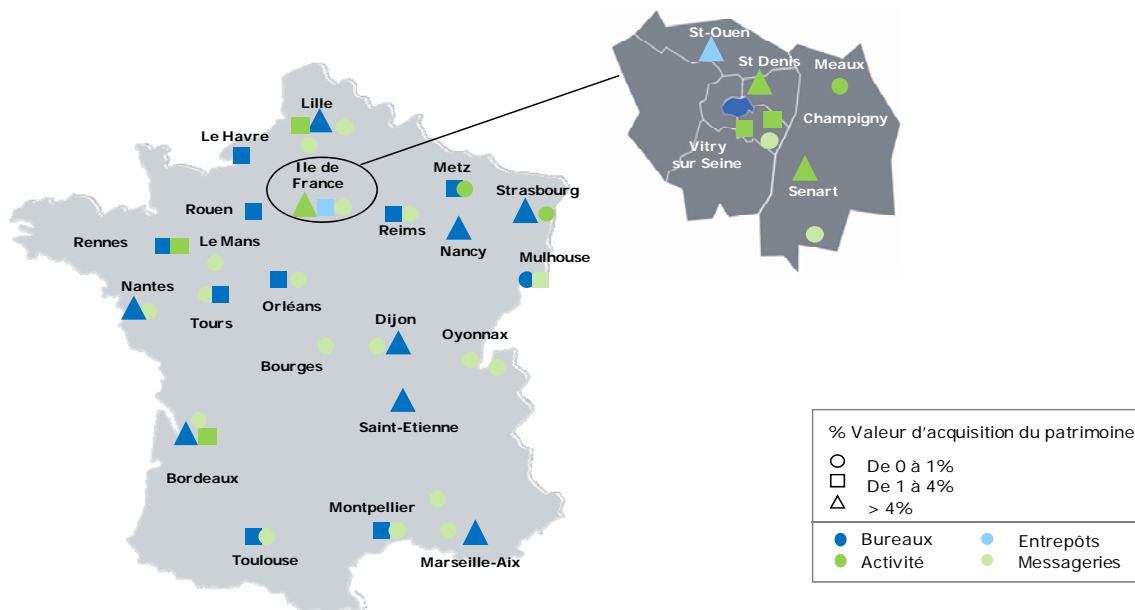 St-Ouen
St Denis
Meaux
Champigny
Vitry
sur Seine
Senart
Lille
Le Havre
Ile de
France
Metz
Strasbourg
Rouen
Reims
Nancy
Rennes
Le Mans
Mulhouse
Nantes
Orléans
Tours
Dijon
Oyonnax
Bourges
Saint-Etienne
Bordeaux
Montpellier
Toulouse
Marseille-Aix
% Valeur d'acquisition du patrimoine
De 0 à 1%
De 1 à 4%
> 4%
Bureaux
Entrepôts
Activité
Messageries